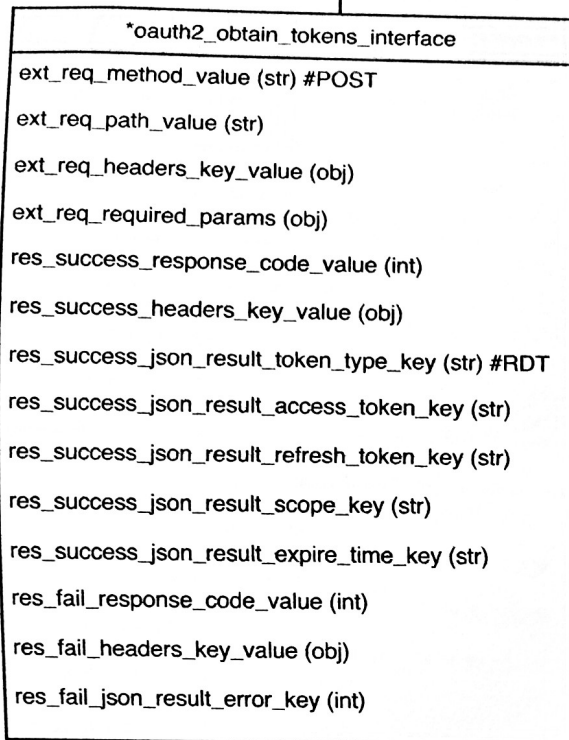 *oauth2_obtain_tokens_interface
ext_req_method_value (str) #POST
ext_req_path_value (str)
ext_req_headers_key_value (obj)
ext_req_required_params (obj)
res_success_response_code_value (int)
res_success_headers_key_value (obj)
res_success_json_result_token_type_key (str) #RDT
res_success_json_result_access_token_key (str)
res_success_json_result_refresh_token_key (str)
res_success_json_result_scope_key (str)
res_success_json_result_expire_time_key (str)
res_fail_response_code_value (int)
res_fail_headers_key_value (obj)
res_fail_json_result_error_key (int)